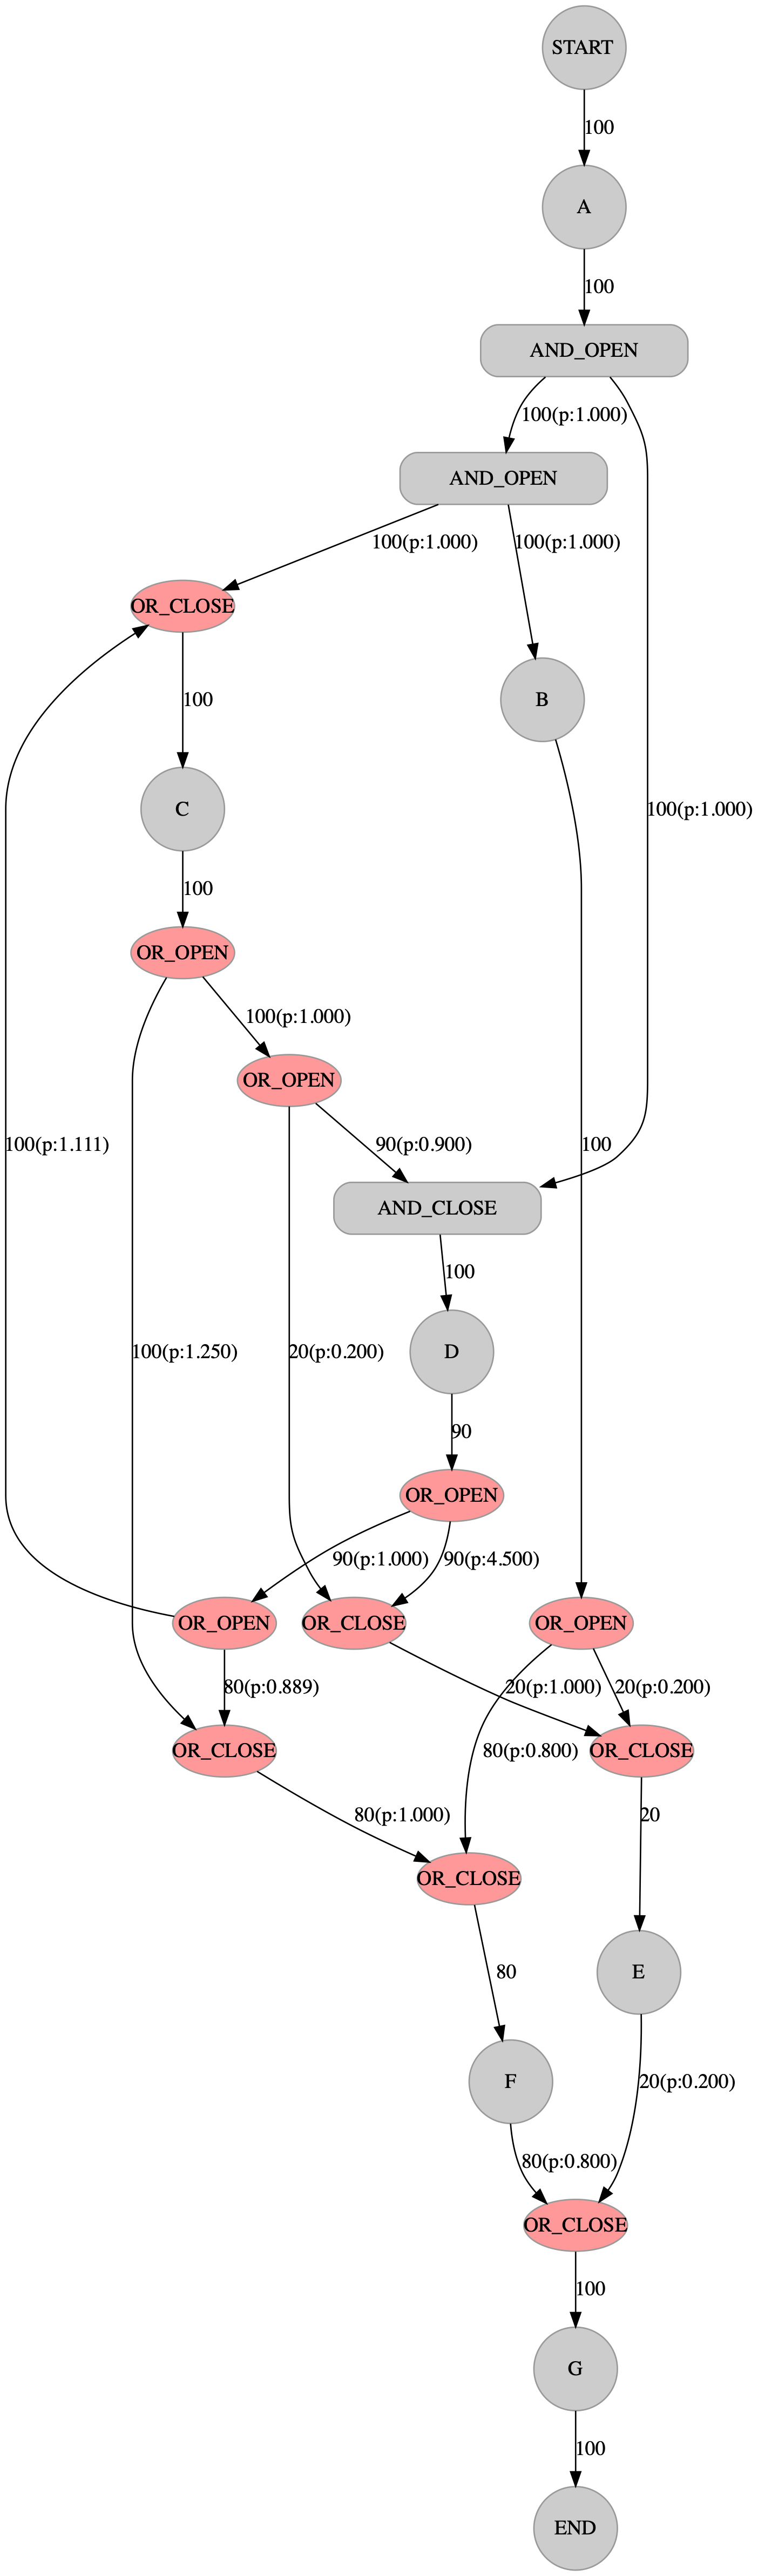 START
100
A
100
AND_OPEN
100(p:1.000)
AND_OPEN
100(p:1.000)
100(p:1.000)
OR_CLOSE
100
B
C
100(p:1.000)
100
OR_OPEN
100(p:1.000)
OR_OPEN
100(p:1.111)
90(p:0.900)
100
AND_CLOSE
100
100(p:1.250)
20(p:0.200)
D
90
OR_OPEN
90(p:1.000)
90(p:4.500)
OR_OPEN
OR_CLOSE
OR_OPEN
80(p:0.889)
20(p:1.000)
20(p:0.200)
OR_CLOSE
80(p:0.800)
OR_CLOSE
80(p:1.000)
20
OR_CLOSE
80
E
F
20(p:0.200)
80(p:0.800)
OR_CLOSE
100
G
100
END